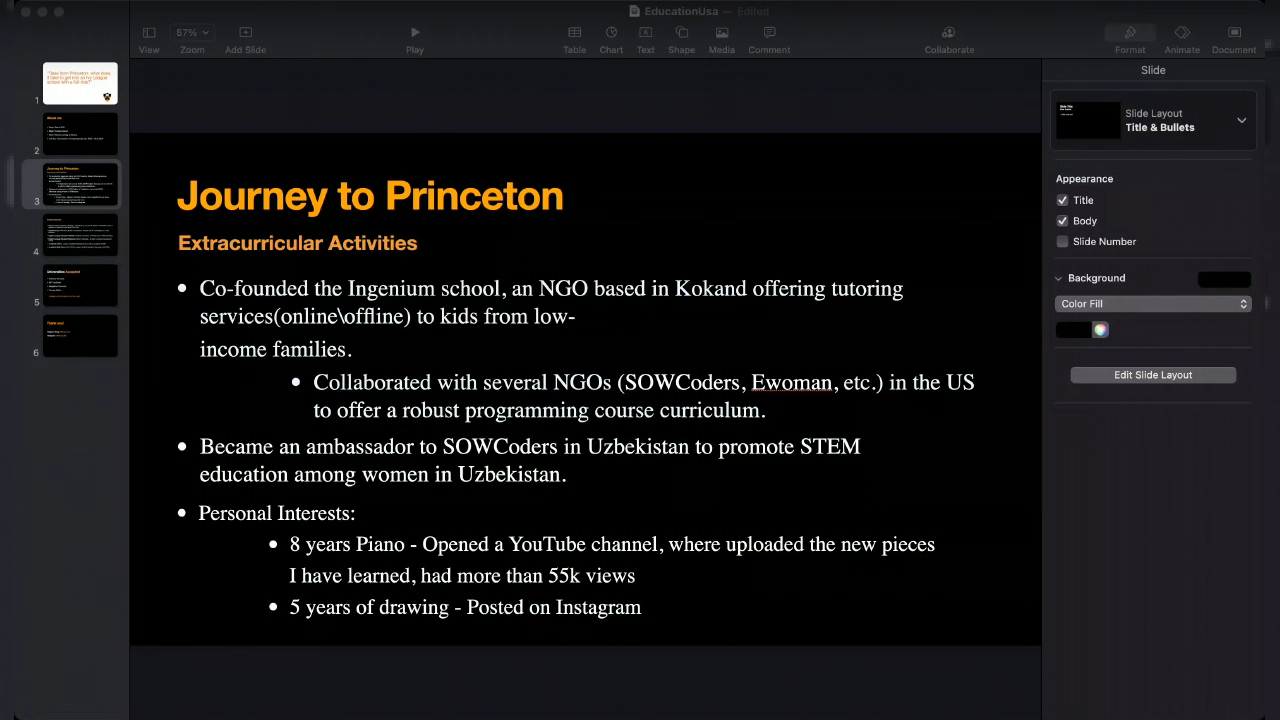 EducationUsa — Edited
View
57%
Zoom
Add Slide
Play
Table
Chart
Text
Shape
Media
Comment
Collaborate
Format
Animate
Document
1
2
3
4
5
6
Journey to Princeton
Extracurricular Activities
Co-founded the Ingenium school, an NGO based in Kokand offering tutoring
services(online\offline) to kids from low-
income families.
Collaborated with several NGOs (SOWCoders, Ewoman, etc.) in the US
to offer a robust programming course curriculum.
Became an ambassador to SOWCoders in Uzbekistan to promote STEM
education among women in Uzbekistan.
Personal Interests:
8 years Piano - Opened a YouTube channel, where uploaded the new pieces
I have learned, had more than 55k views
5 years of drawing - Posted on Instagram
Slide
Slide Layout
Title & Bullets
Appearance
Title
Body
Slide Number
Background
Color Fill
Edit Slide Layout